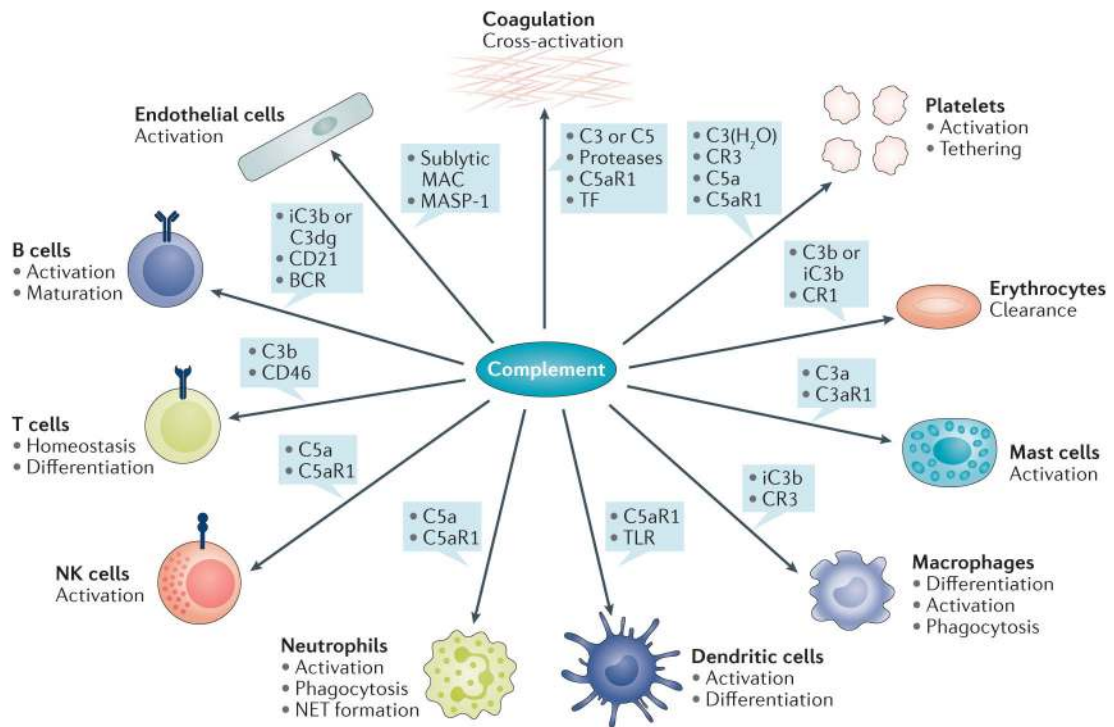 Coagulation
Cross-activation
Endothelial cells
Activation
Platelets
• Activation
• Tethering
• Sublytic
MAC
• MASP-1
• C3 or C5
• Proteases
• C5aR1
• TF
• C3(H₂O)
• CR3
• C5a
• C5aR1
B cells
• Activation
• Maturation
• iC3b or
C3dg
• CD21
• BCR
• C3b or
iC3b
• CR1
Erythrocytes
Clearance
Complement
• C3b
• CD46
• C3a
• C3aR1
T cells
• Homeostasis
• Differentiation
Mast cells
Activation
• C5a
• C5aR1
• iC3b
• CR3
• C5a
• C5aR1
• C5aR1
• TLR
NK cells
Activation
Macrophages
• Differentiation
• Activation
• Phagocytosis
Neutrophils
• Activation
• Phagocytosis
• NET formation
Dendritic cells
• Activation
• Differentiation